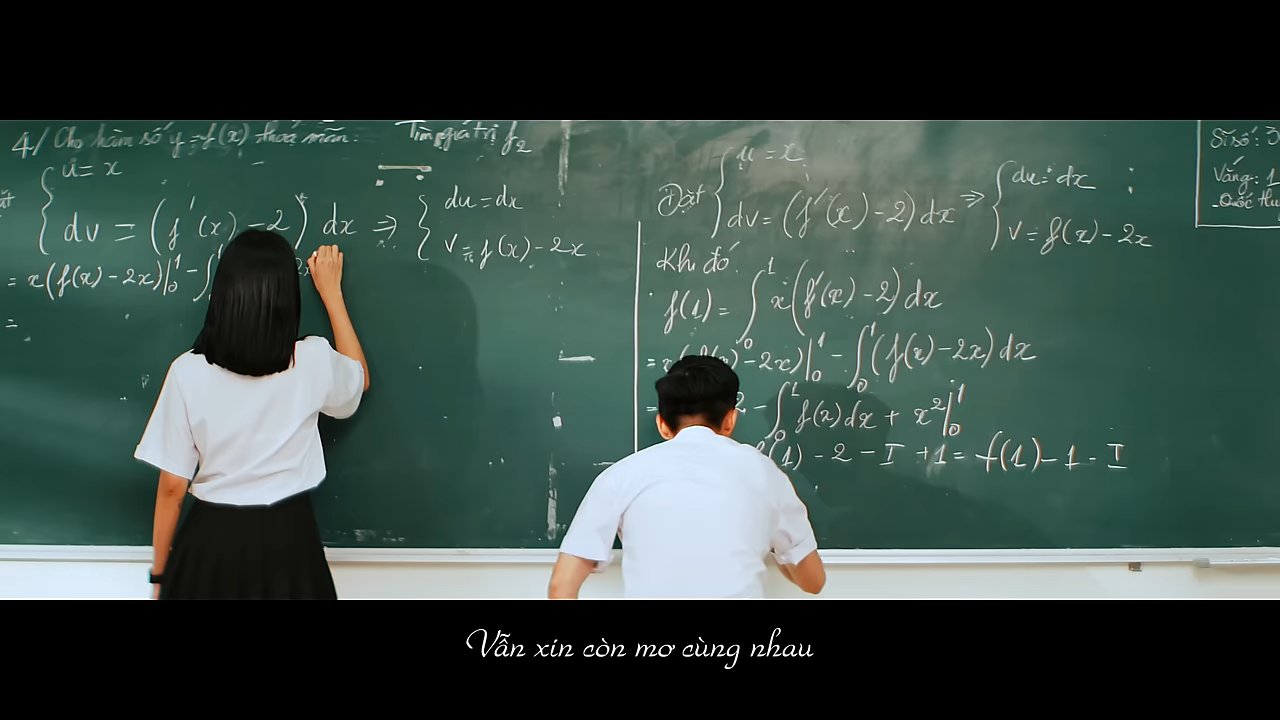 4/ Cho hàm số y = f(x) thoả mãn:
Tìm giá trị f₂
{ u = x
dv = (f'(x) - 2) dx ⇒ { du = dx
v = f(x) - 2x
= x(f(x) - 2x)|₀¹ - ∫
=
Đặt { u = x
dv = (f'(x) - 2) dx ⇒ { du = dx
v = f(x) - 2x
Khi đó
f(1) = ∫₀¹ x(f'(x) - 2) dx
= x(f(x) - 2x)|₀¹ - ∫₀¹ (f(x) - 2x) dx
= 2 - ∫₀¹ f(x) dx + x²|₀¹
f(1) - 2 - I + 1 = f(1) - 1 - I
Sĩ số: 3
Vắng: 1
- Quốc
Vẫn xin còn mơ cùng nhau